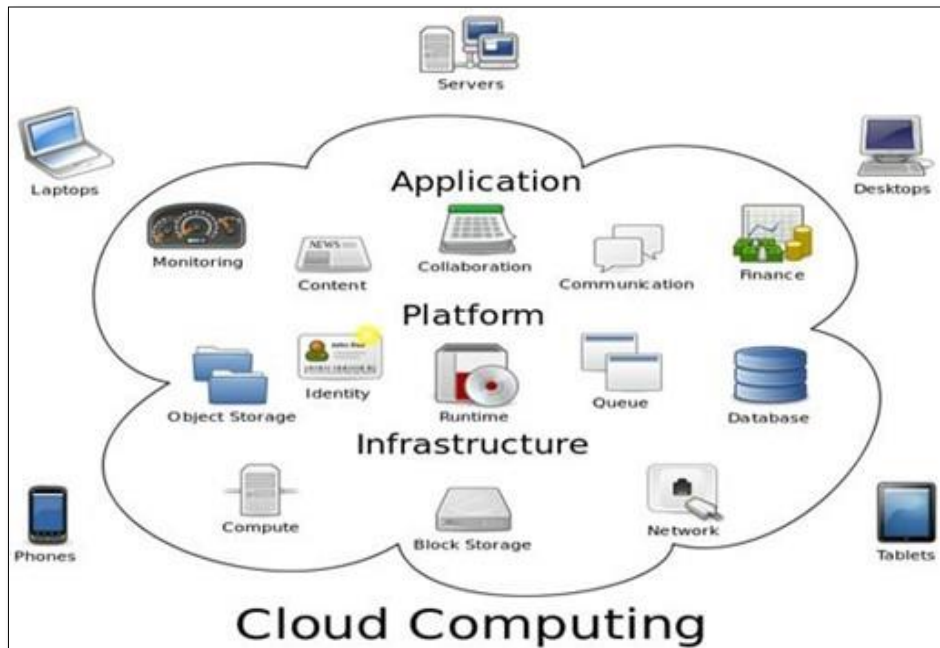 Servers
Laptops
Desktops
Application
Monitoring
Content
Collaboration
Communication
Finance
Platform
NEWS
Object Storage
Identity
Runtime
Queue
Database
Infrastructure
Compute
Block Storage
Network
Phones
Tablets
Cloud Computing